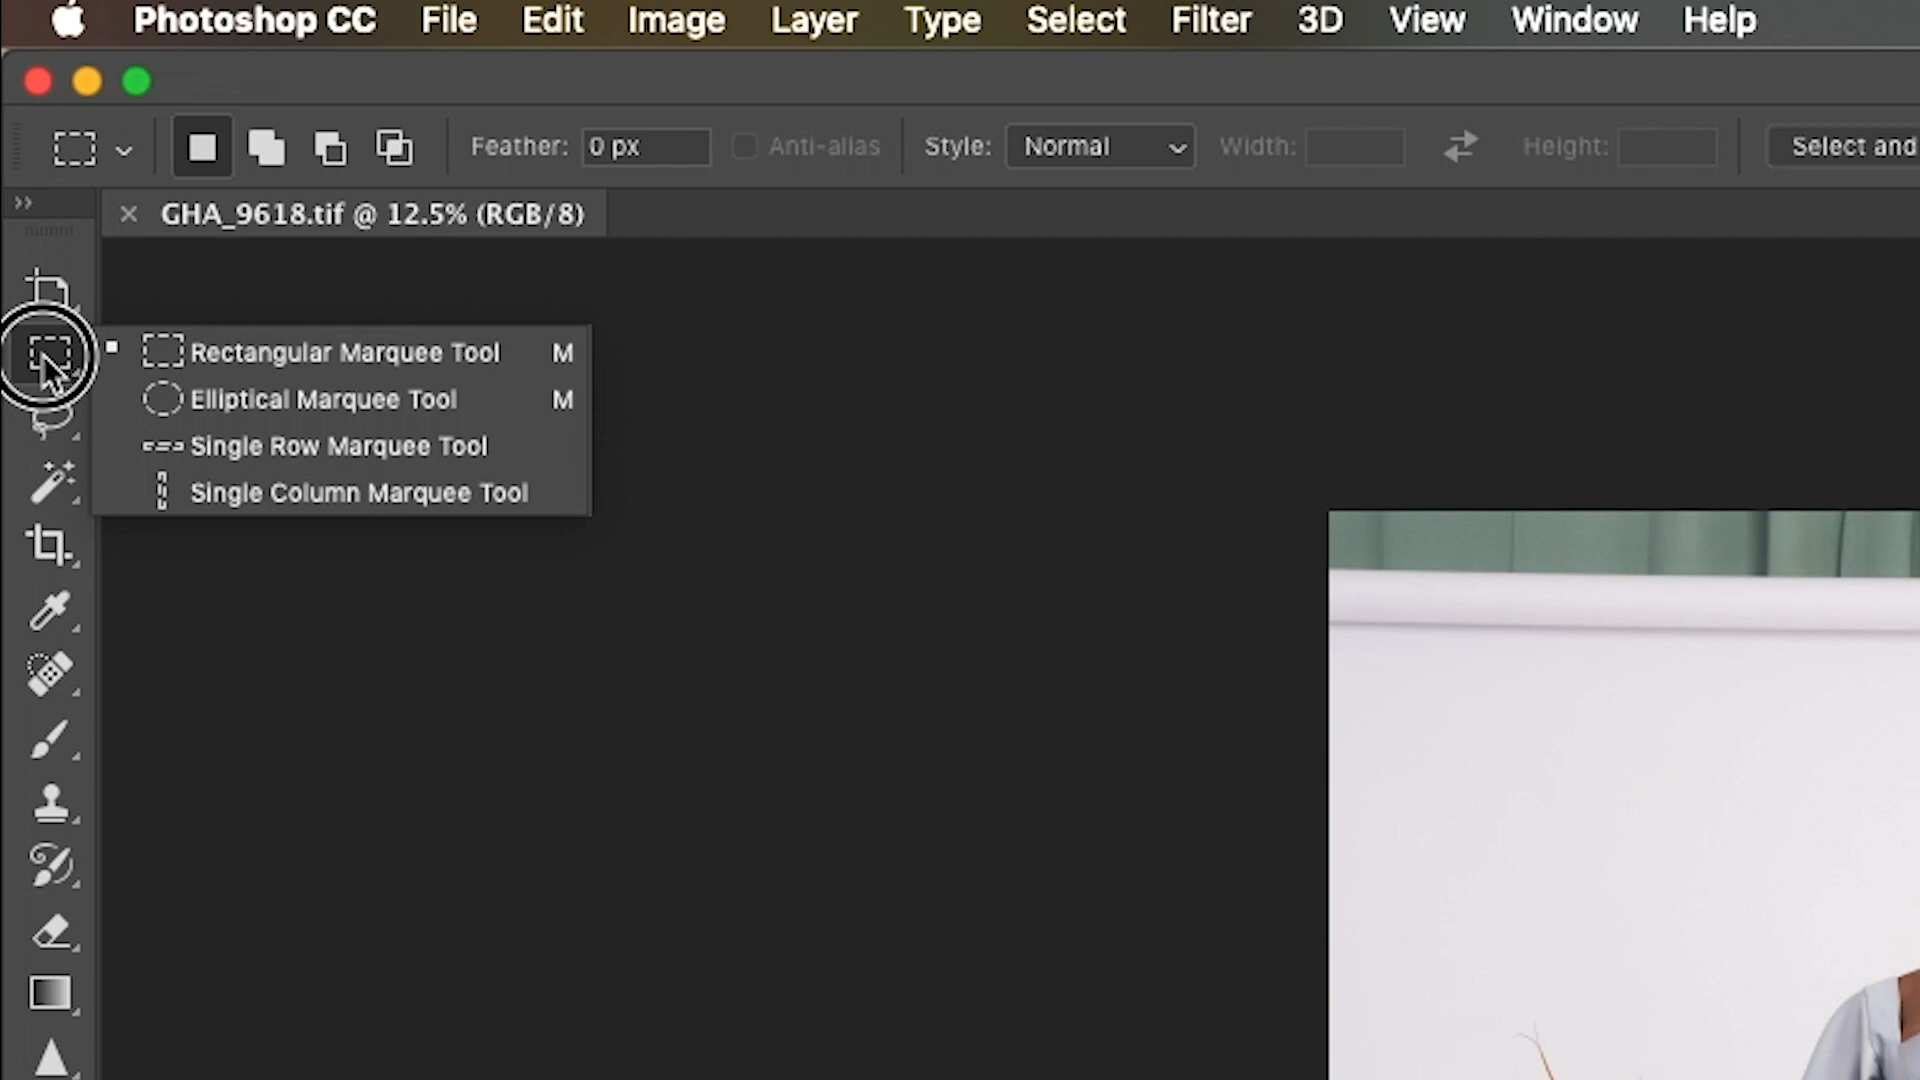 Photoshop CC File Edit Image Layer Type Select Filter 3D View Window Help
Feather: 0 px Anti-alias Style: Normal Width: Height: Select and
GHA_9618.tif @ 12.5% (RGB/8)
Rectangular Marquee Tool M
Elliptical Marquee Tool M
Single Row Marquee Tool
Single Column Marquee Tool